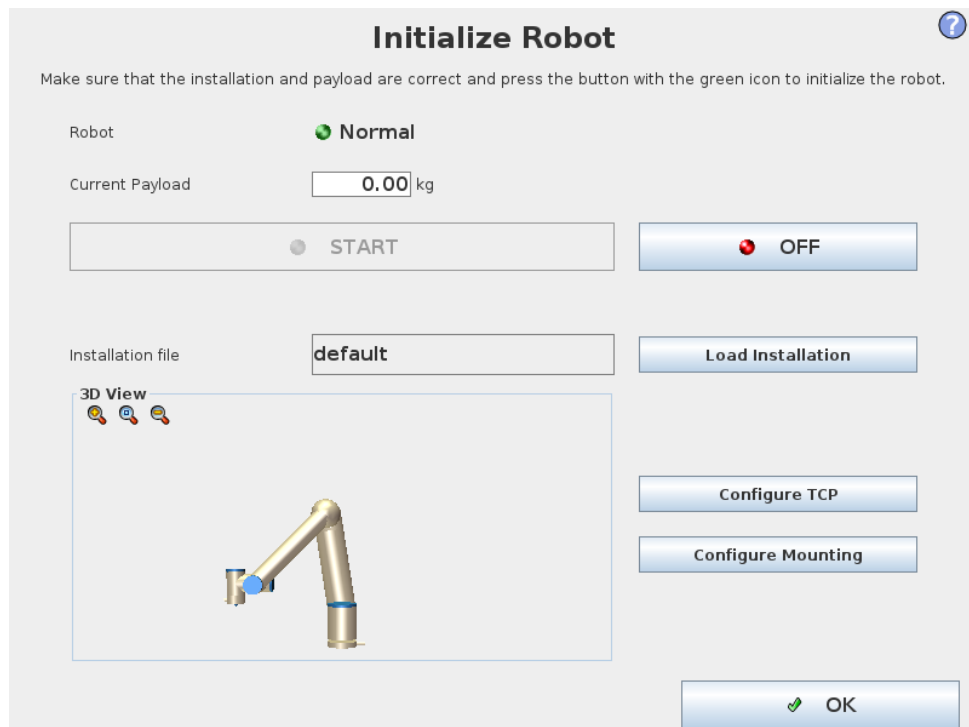 Initialize Robot
?
Make sure that the installation and payload are correct and press the button with the green icon to initialize the robot.
Robot Normal
Current Payload 0.00 kg
START OFF
Installation file default Load Installation
3D View
Configure TCP
Configure Mounting
OK